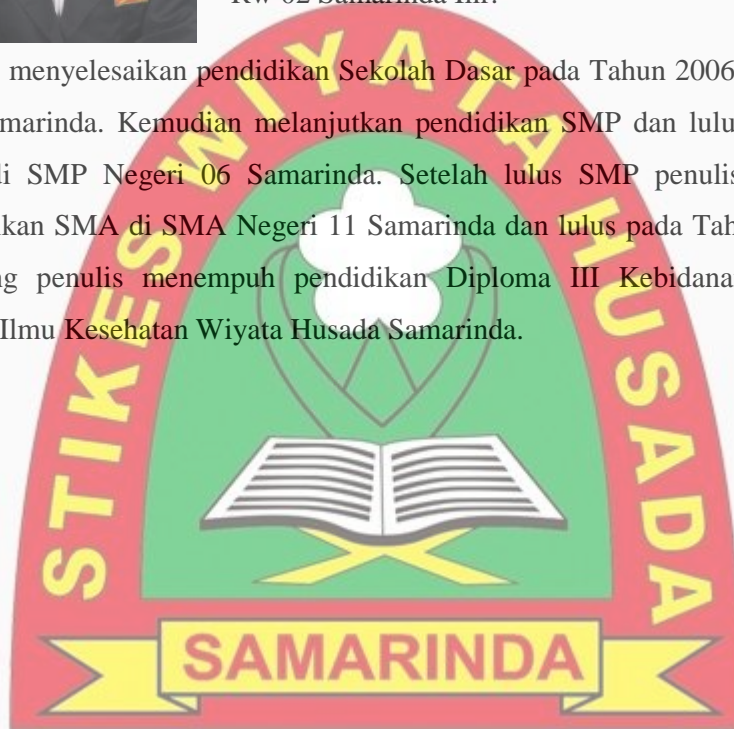 Rw 02 Samarinda Ilir.
menyelesaikan pendidikan Sekolah Dasar pada Tahun 2006
marinda. Kemudian melanjutkan pendidikan SMP dan lulu
di SMP Negeri 06 Samarinda. Setelah lulus SMP penulis
kan SMA di SMA Negeri 11 Samarinda dan lulus pada Tah
ng penulis menempuh pendidikan Diploma III Kebidana
Ilmu Kesehatan Wiyata Husada Samarinda.
STIKES WIYATA HUSADA
SAMARINDA